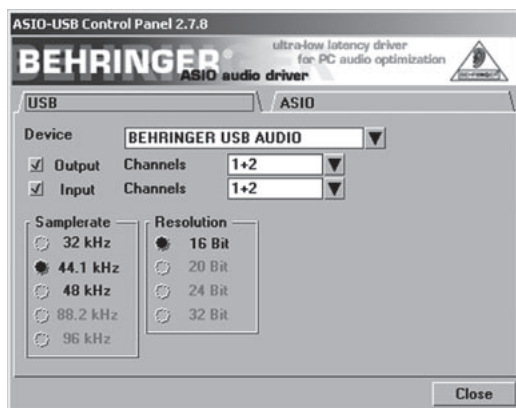 ASIO-USB Control Panel 2.7.8
BEHRINGER
ultra-low latency driver
for PC audio optimization
ASIO audio driver
USB
ASIO
Device
BEHRINGER USB AUDIO
Output
Channels
1+2
Input
Channels
1+2
Samplerate
32 kHz
44.1 kHz
48 kHz
88.2 kHz
96 kHz
Resolution
16 Bit
20 Bit
24 Bit
32 Bit
Close